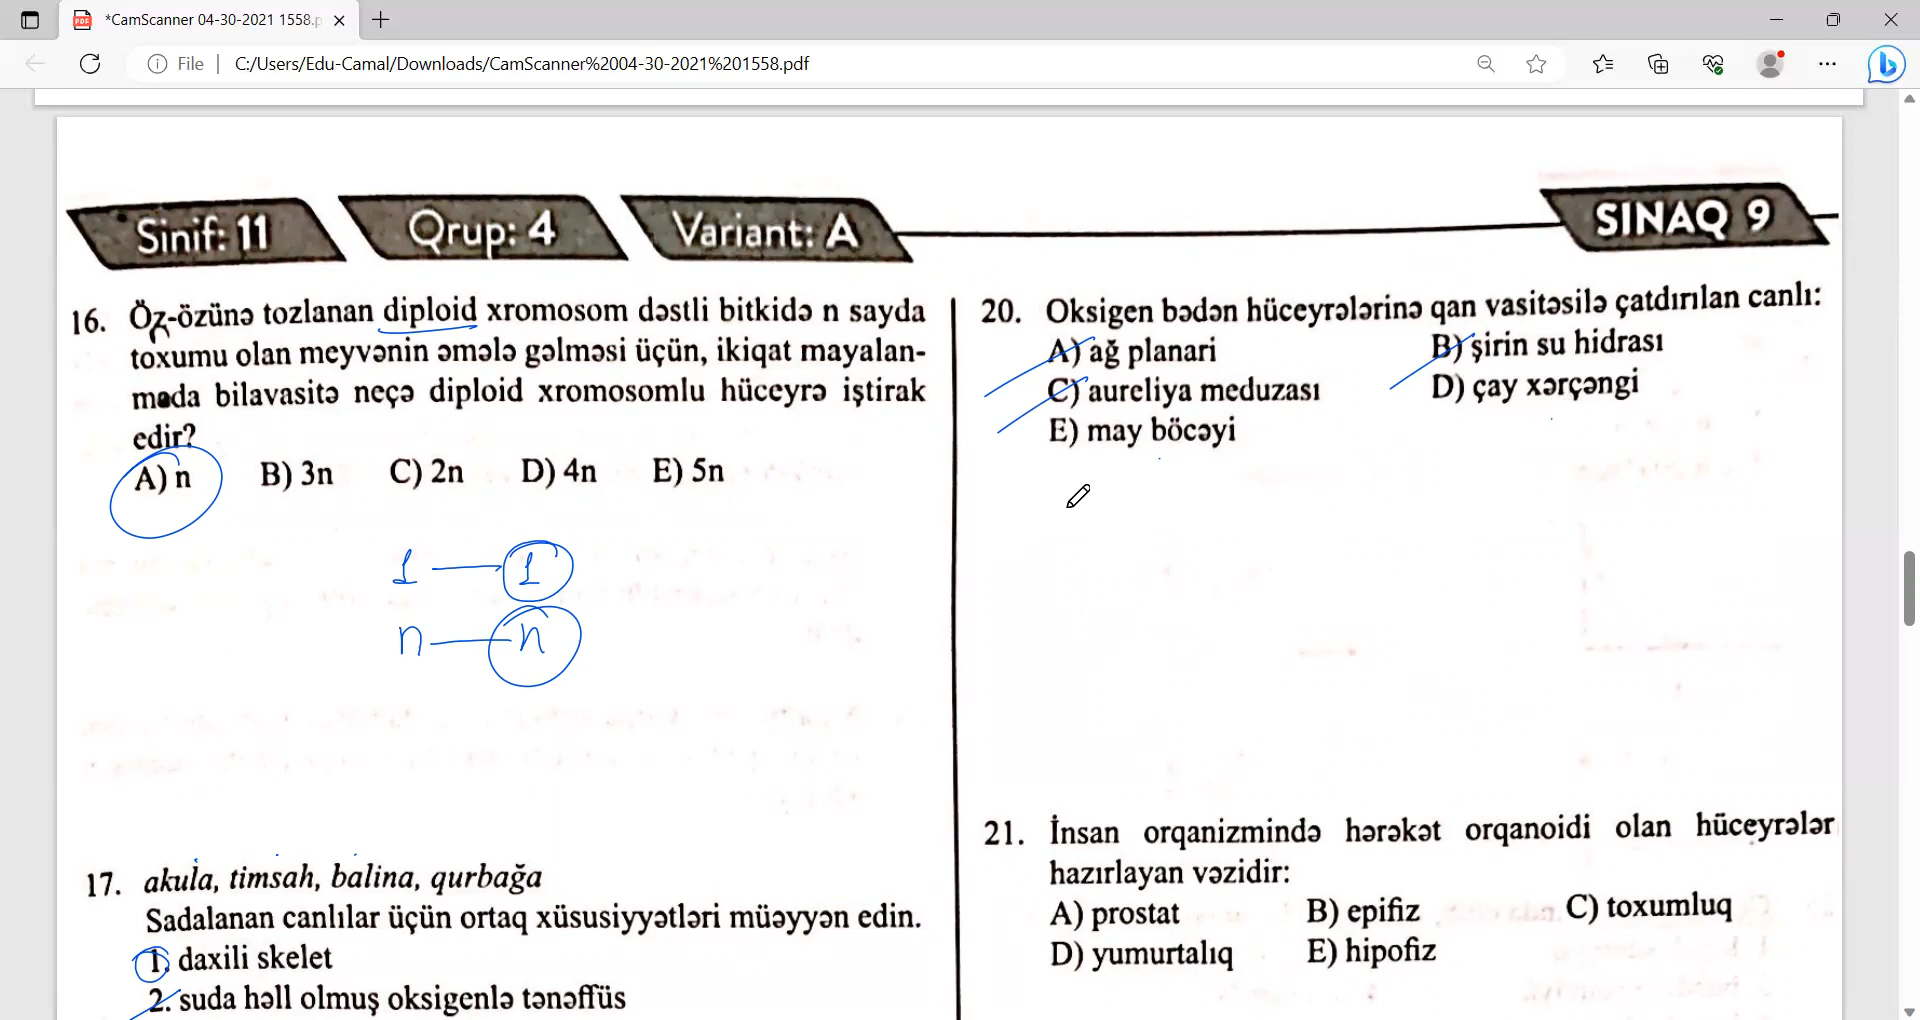 *CamScanner 04-30-2021 1558.p
File
C:/Users/Edu-Camal/Downloads/CamScanner%2004-30-2021%201558.pdf
Sinif: 11
Qrup: 4
Variant: A
SINAQ 9
16. Öz-özünə tozlanan diploid xromosom dəstli bitkidə n sayda
toxumu olan meyvənin əmələ gəlməsi üçün, ikiqat mayalan-
mada bilavasitə neçə diploid xromosomlu hüceyrə iştirak
edir?
A) n B) 3n C) 2n D) 4n E) 5n
1 — 1
n — n
17. akula, timsah, balina, qurbağa
Sadalanan canlılar üçün ortaq xüsusiyyətləri müəyyən edin.
1. daxili skelet
2. suda həll olmuş oksigenlə tənəffüs
20. Oksigen bədən hüceyrələrinə qan vasitəsilə çatdırılan canlı:
A) ağ planari B) şirin su hidrası
C) aureliya meduzası D) çay xərçəngi
E) may böcəyi
21. İnsan orqanizmində hərəkət orqanoidi olan hüceyrələr
hazırlayan vəzidir:
A) prostat B) epifiz C) toxumluq
D) yumurtalıq E) hipofiz